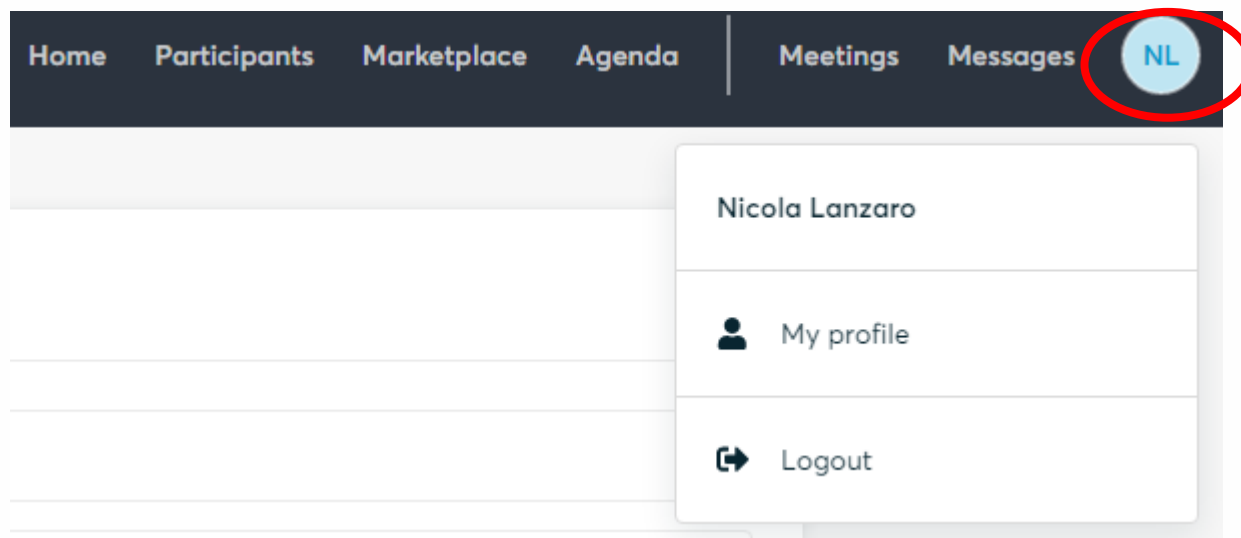 Home Participants Marketplace Agenda Meetings Messages NL
Nicola Lanzaro
My profile
Logout